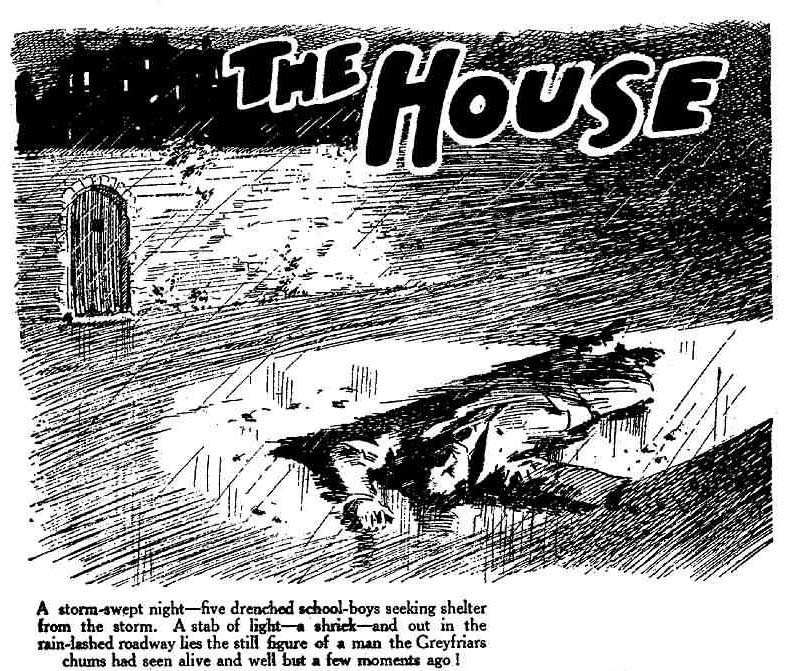 THE HOUSE
A storm-swept night—five drenched school-boys seeking shelter
from the storm. A stab of light—a shriek—and out in the
rain-lashed roadway lies the still figure of a man the Greyfriars
chums had seen alive and well but a few moments ago!